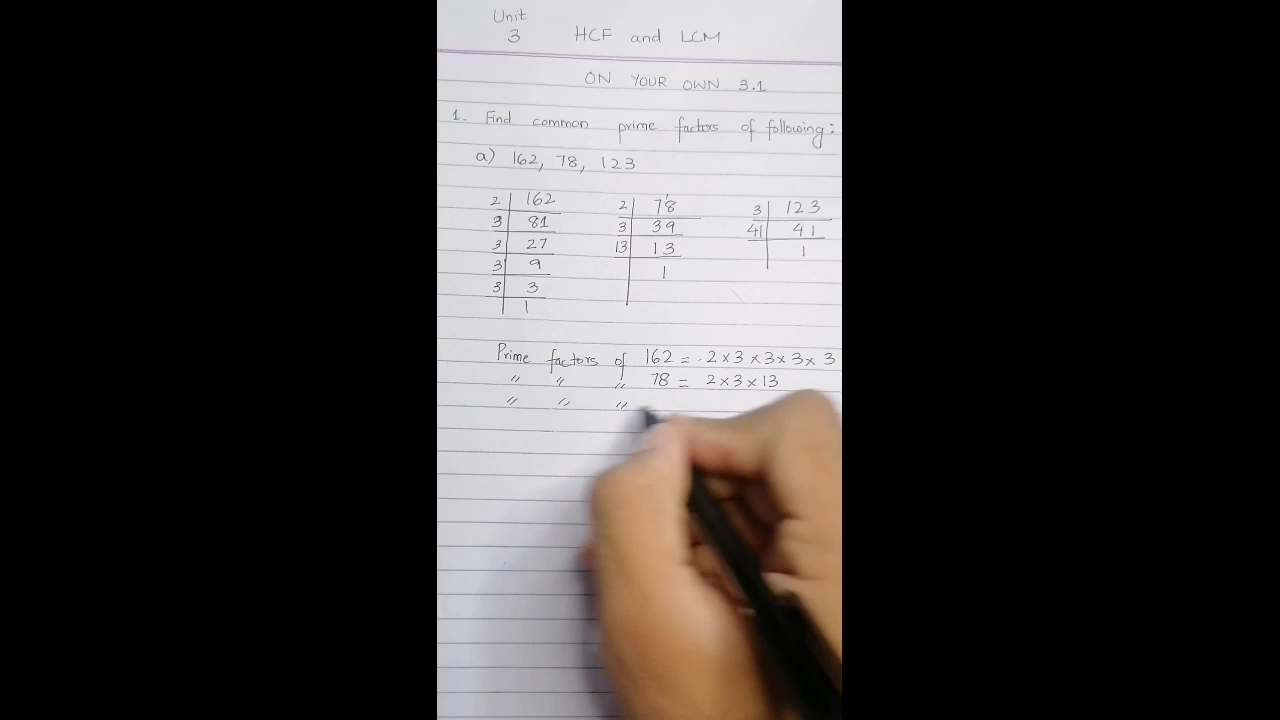 Unit
3 HCF and LCM
ON YOUR OWN 3.1
1. Find common prime factors of following:
a) 162, 78, 123
2 | 162
3 | 81
3 | 27
3 | 9
3 | 3
1
2 | 78
3 | 39
13 | 13
1
3 | 123
41 | 41
1
Prime factors of 162 = 2 × 3 × 3 × 3 × 3
" " " 78 = 2 × 3 × 13
" " "